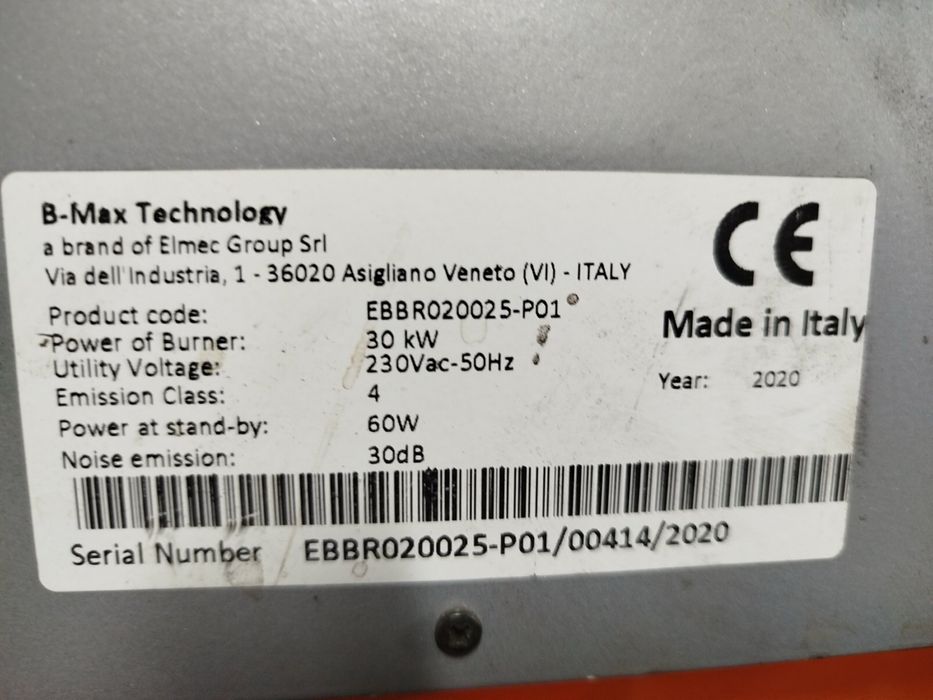 B-Max Technology
a brand of Elmec Group Srl
Via dell'Industria, 1 - 36020 Asigliano Veneto (VI) - ITALY
CE
Product code: EBBR020025-P01
Power of Burner: 30 kW
Utility Voltage: 230Vac-50Hz
Emission Class: 4
Power at stand-by: 60W
Noise emission: 30dB
Made in Italy
Year: 2020
Serial Number EBBR020025-P01/00414/2020